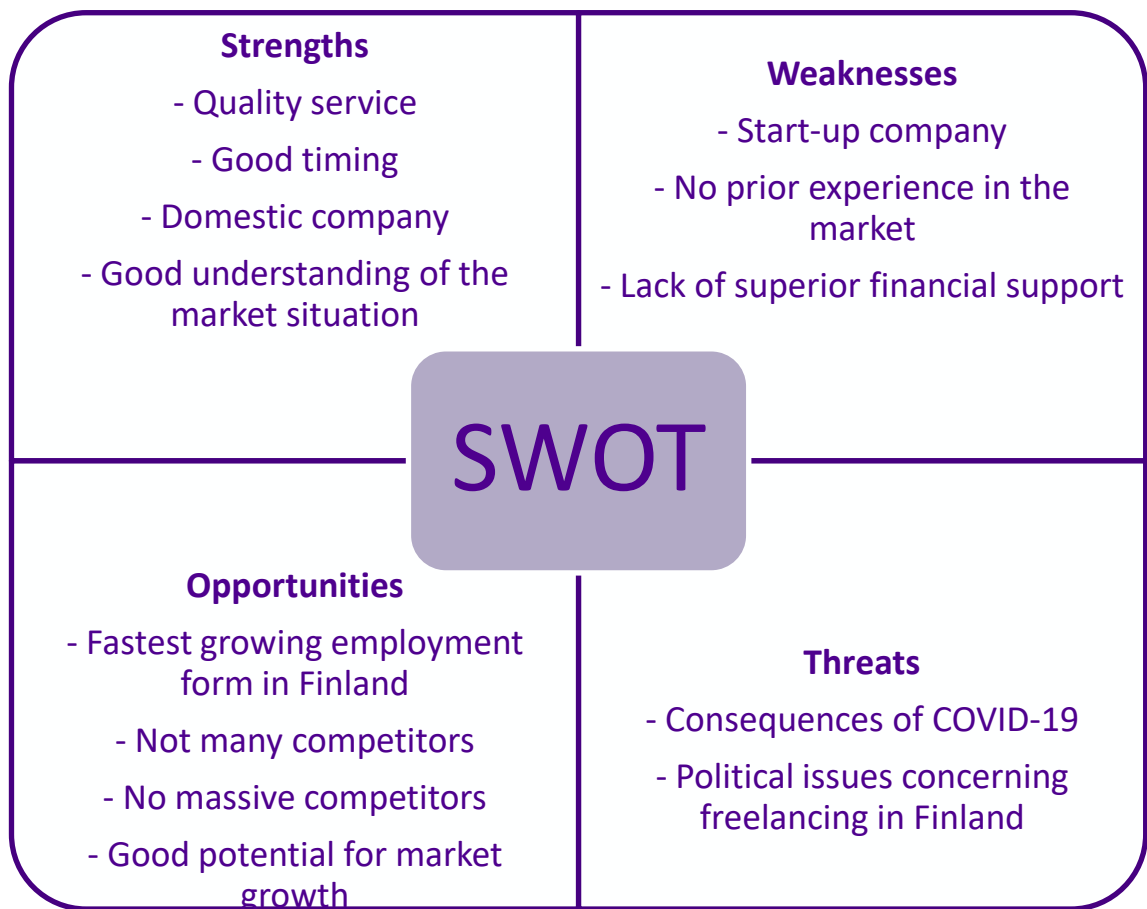 Strengths
- Quality service
- Good timing
- Domestic company
- Good understanding of the
market situation
Weaknesses
- Start-up company
- No prior experience in the
market
- Lack of superior financial support
SWOT
Opportunities
- Fastest growing employment
form in Finland
- Not many competitors
- No massive competitors
- Good potential for market
growth
Threats
- Consequences of COVID-19
- Political issues concerning
freelancing in Finland